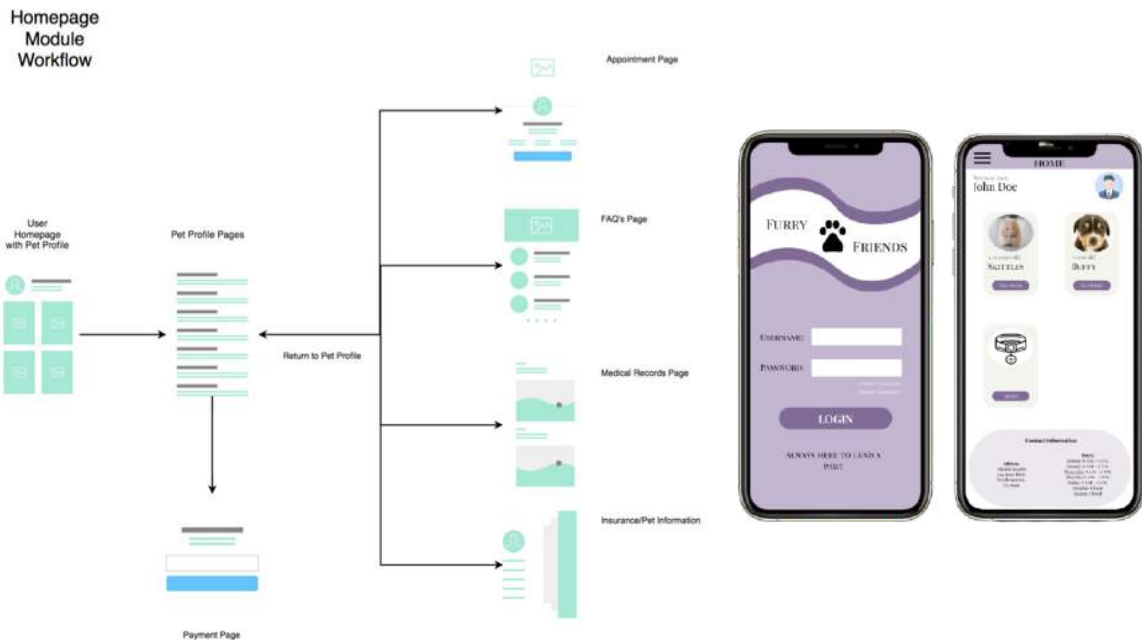 Homepage
Module
Workflow
Appointment Page
FAQ's Page
User
Homepage
with Pet Profile
Pet Profile Pages
Return to Pet Profile
Medical Records Page
Insurance/Pet Information
Payment Page
FURRY
FRIENDS
USERNAME:
PASSWORD:
LOGIN
ALWAYS HERE TO LEND A
PAW!
HOME
John Doe
SKITTLES
BUFFY
Contact Information